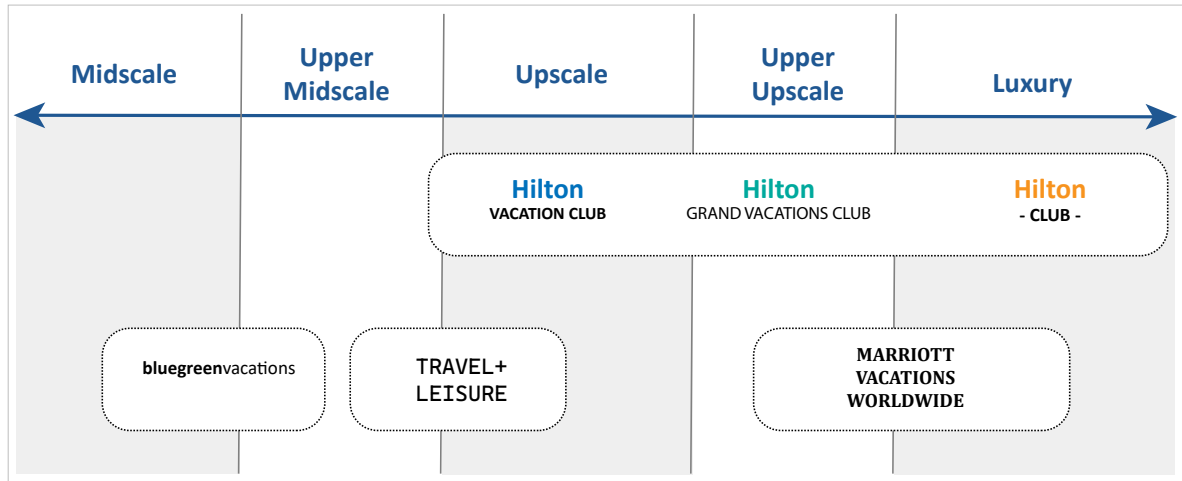 Midscale
Upper
Midscale
Upscale
Upper
Upscale
Luxury
Hilton
VACATION CLUB
Hilton
GRAND VACATIONS CLUB
Hilton
- CLUB -
bluegreenvacations
TRAVEL+
LEISURE
MARRIOTT
VACATIONS
WORLDWIDE